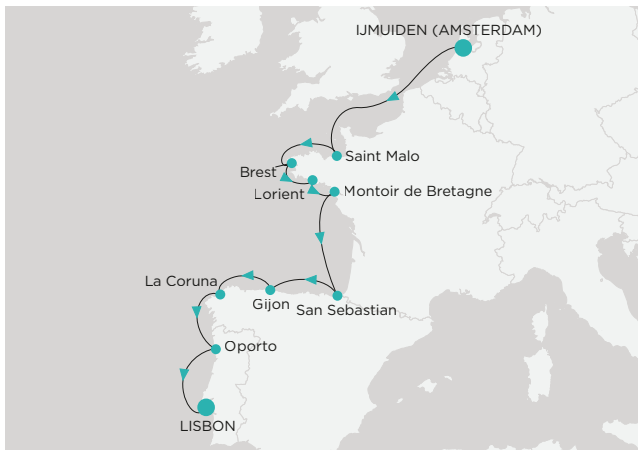 IJMUIDEN (AMSTERDAM)
Saint Malo
Brest
Lorient
Montoir de Bretagne
La Coruna
Gijon
San Sebastian
Oporto
LISBON